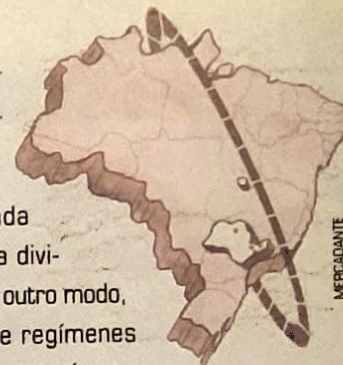 ada
a divi-
outro modo,
e regímenes
MERCADANTE